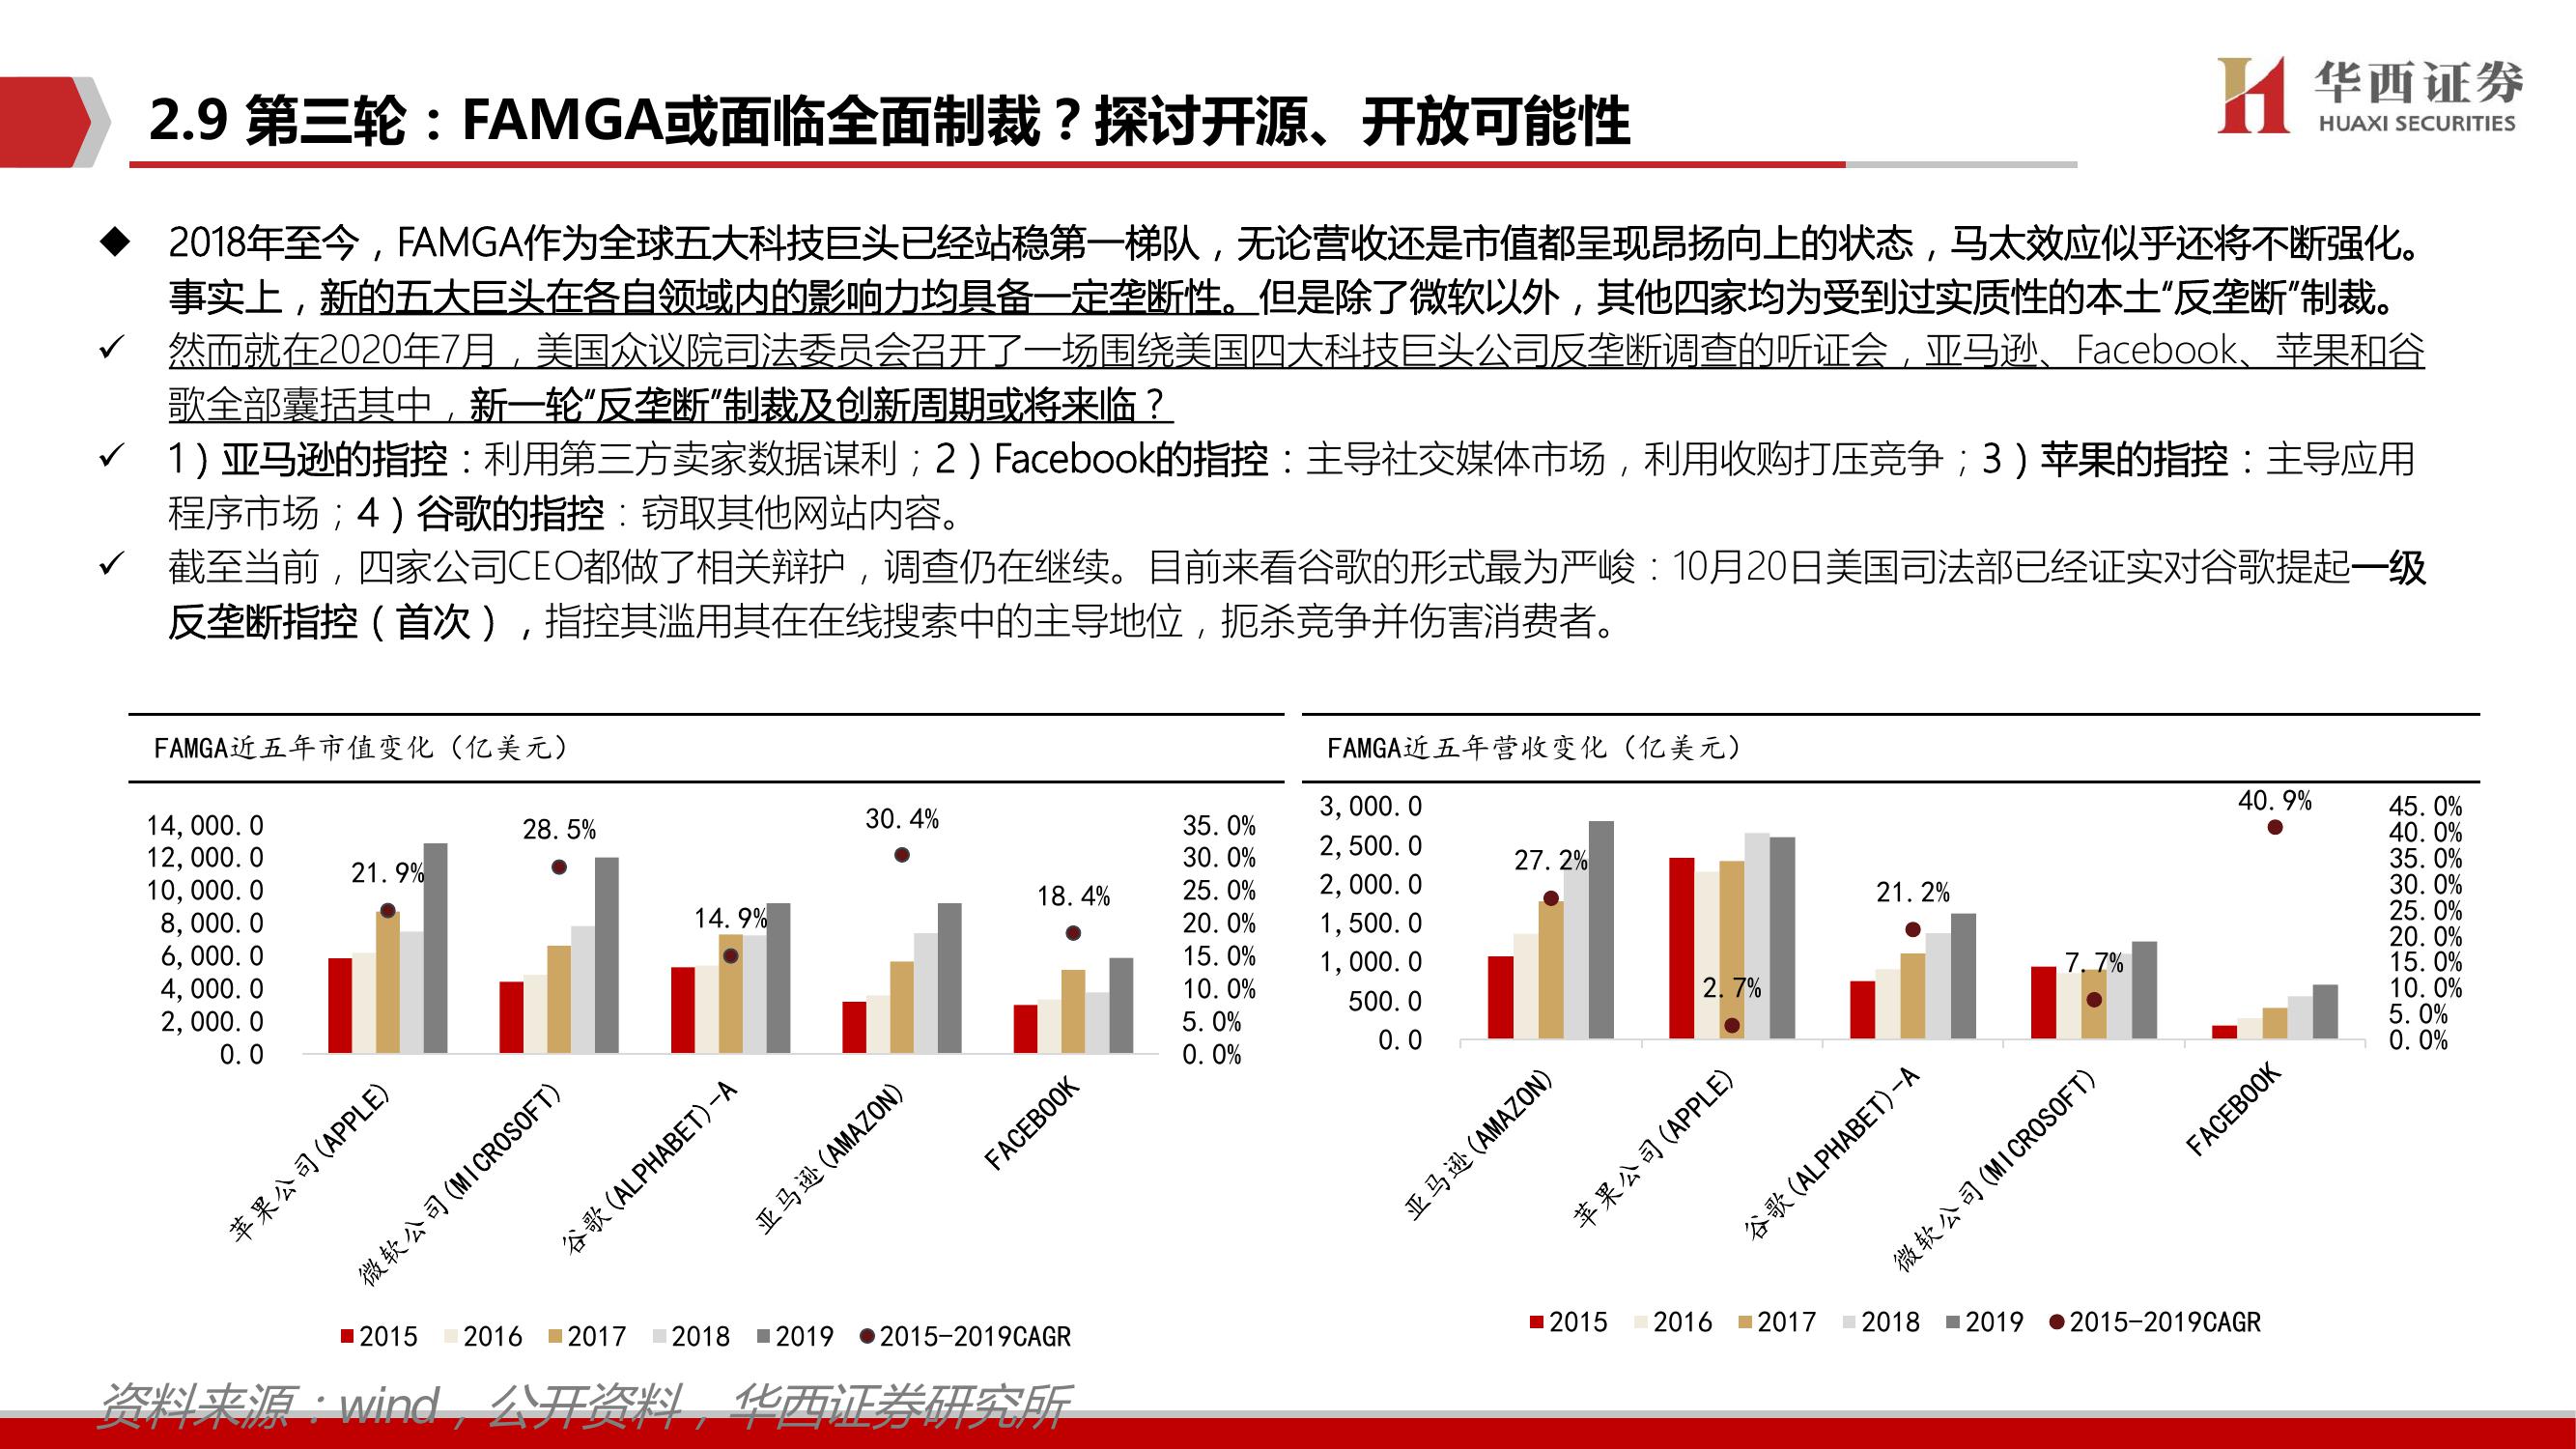 2.9 第三轮：FAMGA或面临全面制裁？探讨开源、开放可能性
华西证券
HUAXI SECURITIES
◆ 2018年至今，FAMGA作为全球五大科技巨头已经站稳第一梯队，无论营收还是市值都呈现昂扬向上的状态，马太效应似乎还将不断强化。
事实上，新的五大巨头在各自领域内的影响力均具备一定垄断性。但是除了微软以外，其他四家均为受到过实质性的本土“反垄断”制裁。
✓ 然而就在2020年7月，美国众议院司法委员会召开了一场围绕美国四大科技巨头公司反垄断调查的听证会，亚马逊、Facebook、苹果和谷
歌全部囊括其中，新一轮“反垄断”制裁及创新周期或将来临？
✓ 1）亚马逊的指控：利用第三方卖家数据谋利；2）Facebook的指控：主导社交媒体市场，利用收购打压竞争；3）苹果的指控：主导应用
程序市场；4）谷歌的指控：窃取其他网站内容。
✓ 截至当前，四家公司CEO都做了相关辩护，调查仍在继续。目前来看谷歌的形式最为严峻：10月20日美国司法部已经证实对谷歌提起一级
反垄断指控（首次），指控其滥用其在在线搜索中的主导地位，扼杀竞争并伤害消费者。
FAMGA近五年市值变化（亿美元）
14,000.0
12,000.0
10,000.0
8,000.0
6,000.0
4,000.0
2,000.0
0.0
21.9%
28.5%
14.9%
30.4%
18.4%
35.0%
30.0%
25.0%
20.0%
15.0%
10.0%
5.0%
0.0%
苹果公司(APPLE)
微软公司(MICROSOFT)
谷歌(ALPHABET)-A
亚马逊(AMAZON)
FACEBOOK
2015 2016 2017 2018 2019 2015-2019CAGR
FAMGA近五年营收变化（亿美元）
3,000.0
2,500.0
2,000.0
1,500.0
1,000.0
500.0
0.0
27.2%
2.7%
21.2%
7.7%
40.9%
45.0%
40.0%
35.0%
30.0%
25.0%
20.0%
15.0%
10.0%
5.0%
0.0%
亚马逊(AMAZON)
苹果公司(APPLE)
谷歌(ALPHABET)-A
微软公司(MICROSOFT)
FACEBOOK
2015 2016 2017 2018 2019 2015-2019CAGR
资料来源：wind，公开资料，华西证券研究所